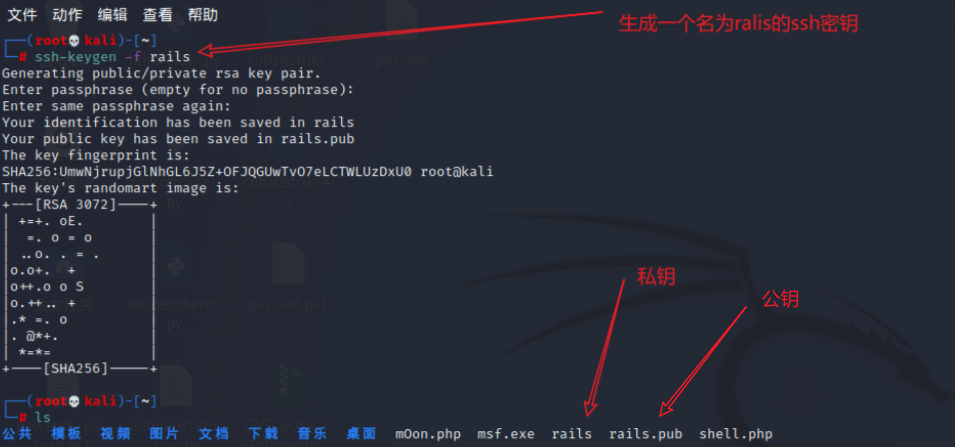 文件 动作 编辑 查看 帮助
生成一个名为ralis的ssh密钥
┌──(root💀kali)-[~]
└─# ssh-keygen -f rails
Generating public/private rsa key pair.
Enter passphrase (empty for no passphrase):
Enter same passphrase again:
Your identification has been saved in rails
Your public key has been saved in rails.pub
The key fingerprint is:
SHA256:UmwNjrupjGlNhGL6J5Z+OFJQGUwTvO7eLCTWLUzDxU0 root@kali
The key's randomart image is:
+---[RSA 3072]----+
| +=+. oE.        |
|  =. o = o       |
| ..o. . = .      |
|o.o+.  +         |
|o++.o o S        |
|o.++.. +         |
|.* =. o          |
|. @*+.           |
| *=*=            |
+----[SHA256]-----+
私钥
公钥
┌──(root💀kali)-[~]
└─# ls
公共 模板 视频 图片 文档 下载 音乐 桌面 m0on.php msf.exe rails rails.pub shell.php